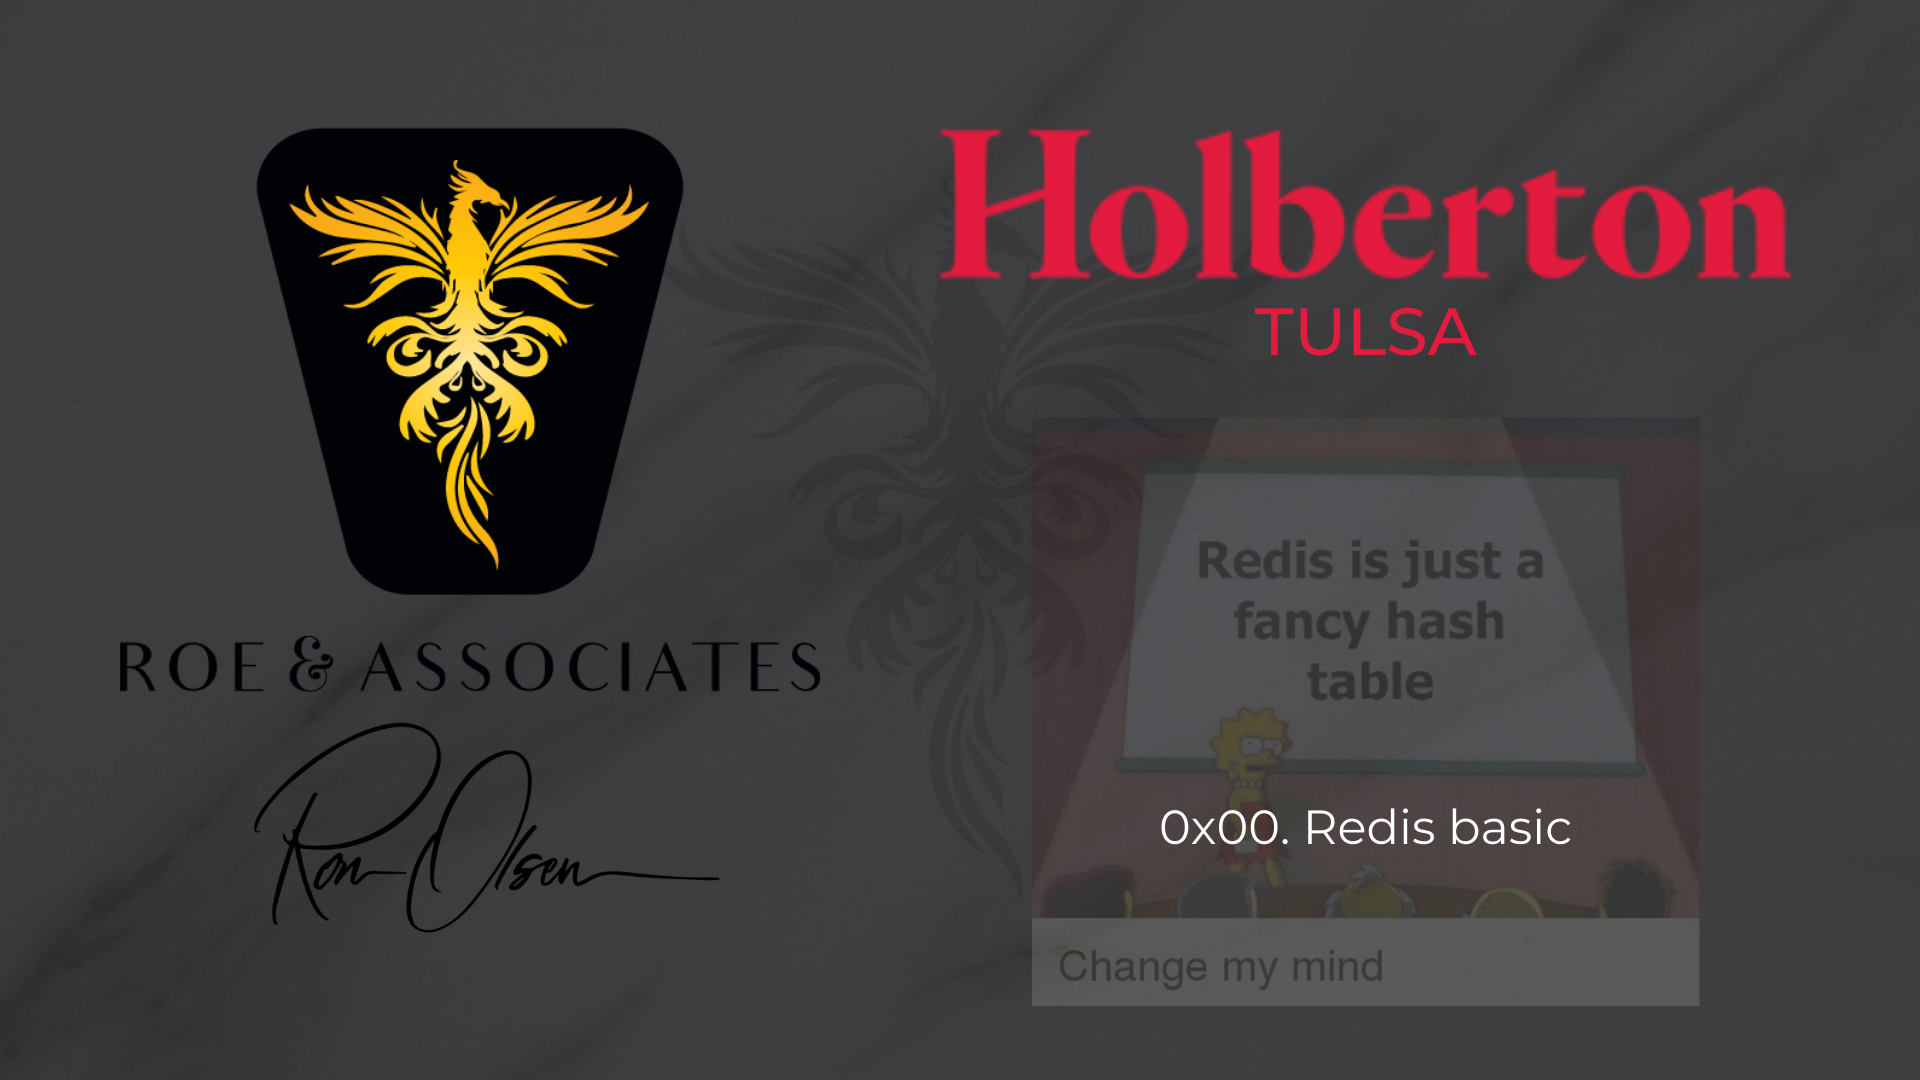 ROE & ASSOCIATES
Ron Olsen
Holberton
TULSA
Redis is just a
fancy hash
table
0x00. Redis basic
Change my mind